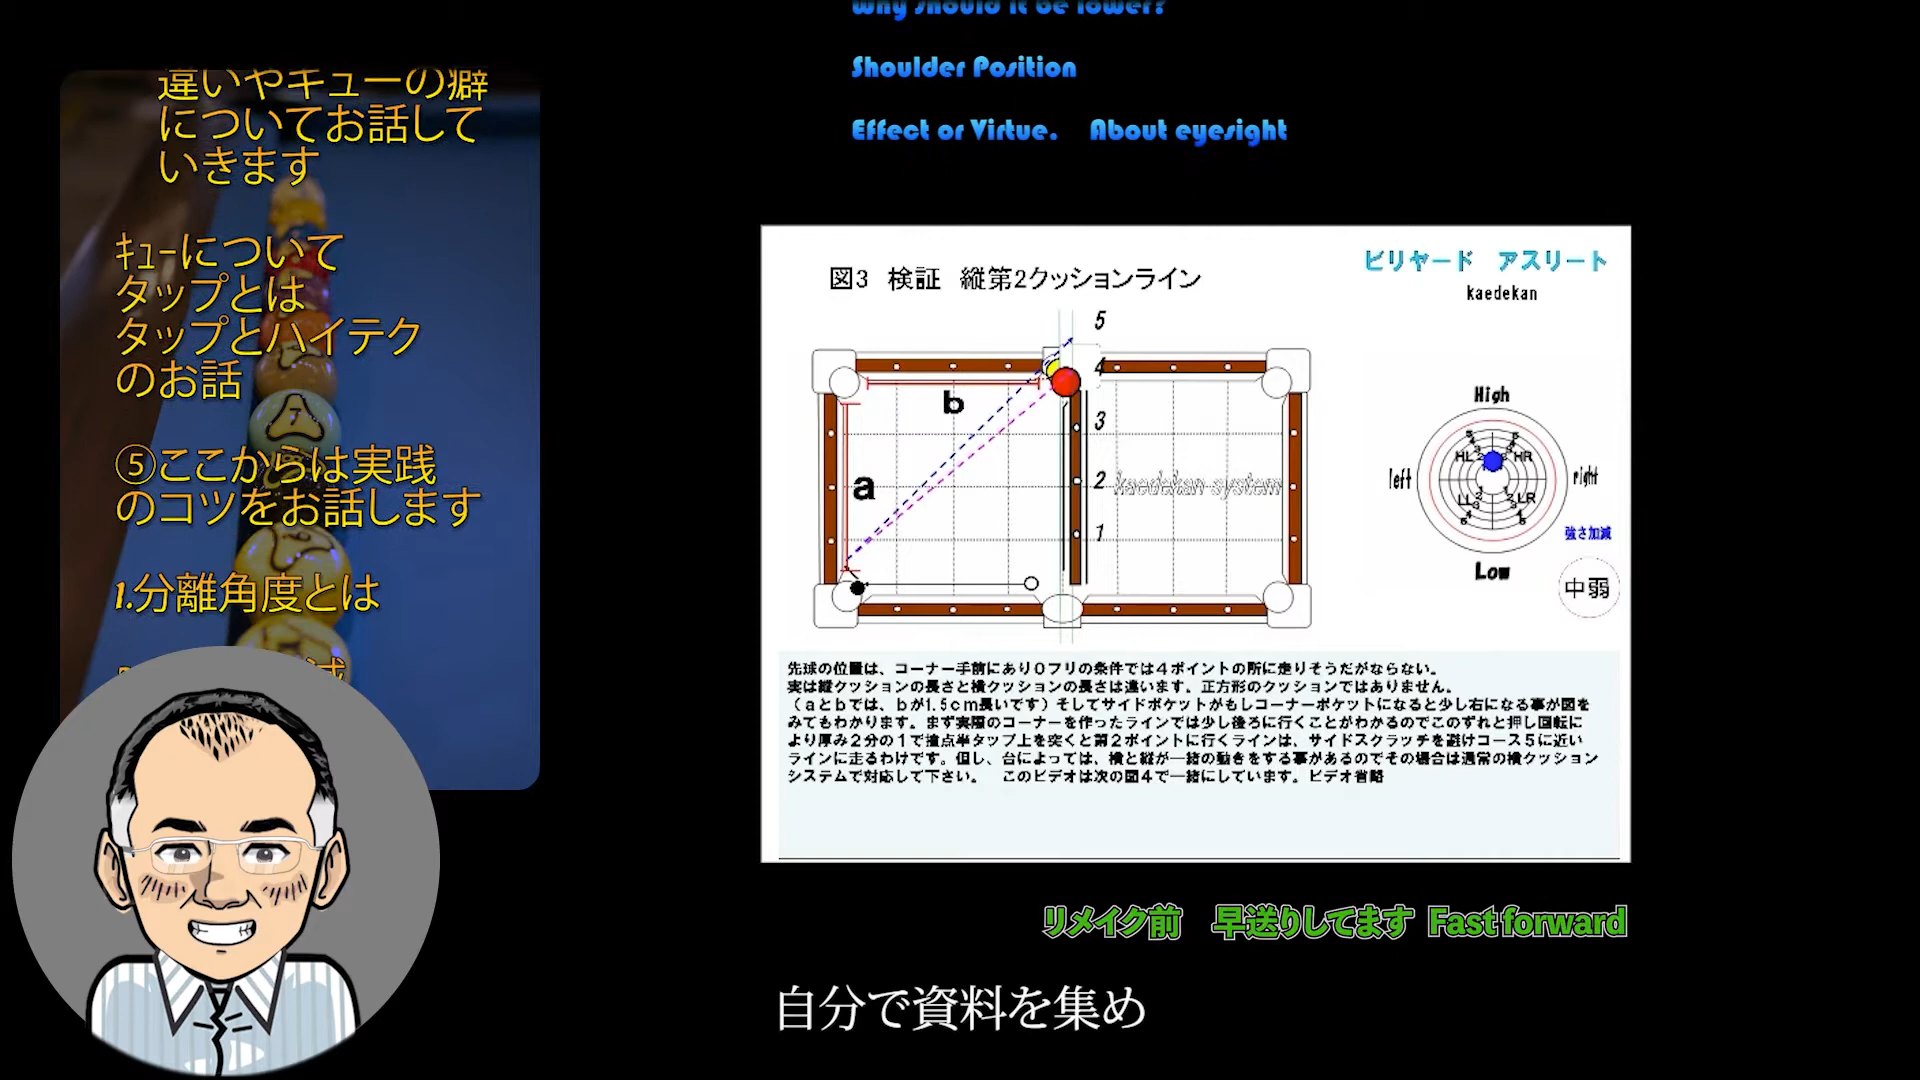 Why should it be lower?
Shoulder Position
Effect or Virtue. About eyesight
違いやキューの癖
についてお話して
いきます
ｷｭｰについて
タップとは
タップとハイテク
のお話
⑤ここからは実践
のコツをお話します
1.分離角度とは
図3 検証 縦第2クッションライン
ビリヤード アスリート
kaedekan
5
4
3
2
1
b
a
kaedekan system
High
left
right
HL
HR
LL
LR
Low
強さ加減
中弱
先球の位置は、コーナー手前にあり０フリの条件では４ポイントの所に走りそうだがならない。
実は縦クッションの長さと横クッションの長さは違います。正方形のクッションではありません。
（ａとｂでは、ｂが1.5ｃｍ長いです）そしてサイドポケットがもしコーナーポケットになると少し右になる事が図を
みてもわかります。まず実際のコーナーを作ったラインでは少し後ろに行くことがわかるのでこのずれと押し回転に
より厚み２分の１で撞点半タップ上を突くと第２ポイントに行くラインは、サイドスクラッチを避けコース５に近い
ラインに走るわけです。但し、台によっては、横と縦が一緒の動きをする事があるのでその場合は通常の横クッション
システムで対応して下さい。 このビデオは次の図４で一緒にしています。ビデオ省略
リメイク前 早送りしてます Fast forward
自分で資料を集め